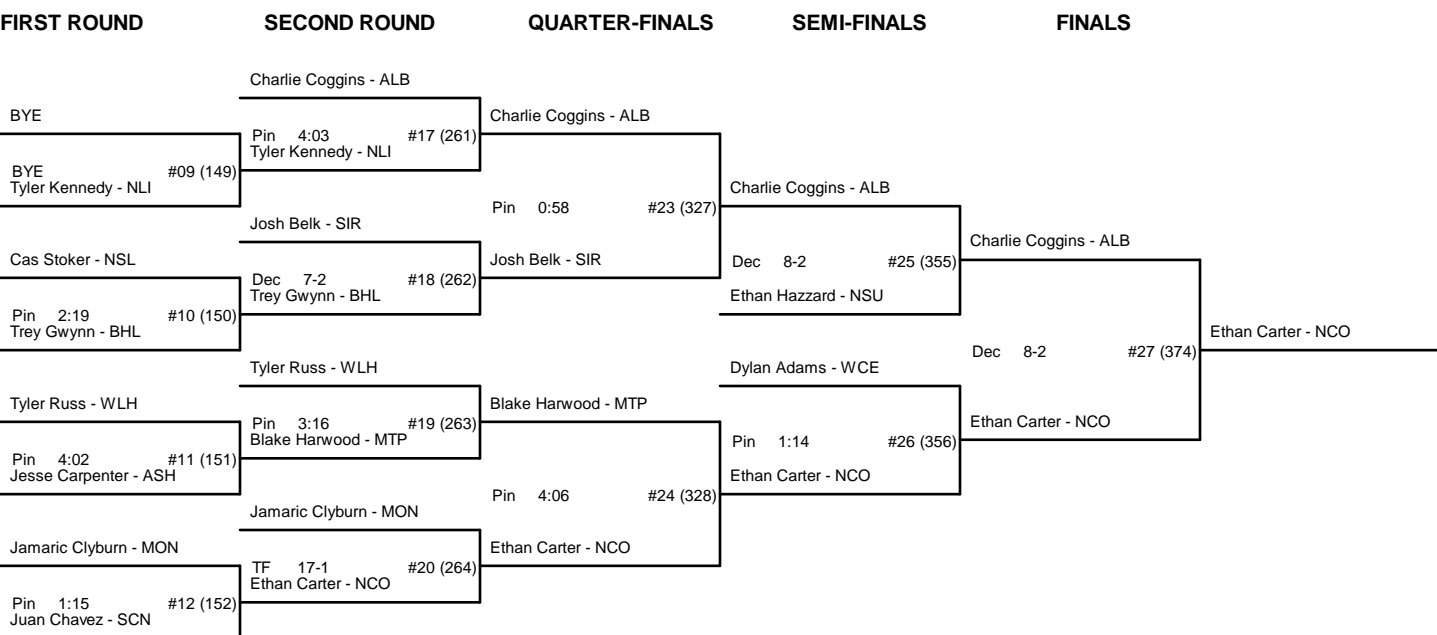 FIRST ROUND SECOND ROUND QUARTER-FINALS SEMI-FINALS FINALS
Charlie Coggins - ALB
BYE
Charlie Coggins - ALB
Pin 4:03 #17 (261)
Tyler Kennedy - NLI
BYE #09 (149)
Tyler Kennedy - NLI
Charlie Coggins - ALB
Pin 0:58 #23 (327)
Josh Belk - SIR
Charlie Coggins - ALB
Cas Stoker - NSL
Josh Belk - SIR
Dec 8-2 #25 (355)
Dec 7-2 #18 (262)
Trey Gwynn - BHL
Ethan Hazzard - NSU
Pin 2:19 #10 (150)
Trey Gwynn - BHL
Ethan Carter - NCO
Dec 8-2 #27 (374)
Tyler Russ - WLH
Dylan Adams - WCE
Tyler Russ - WLH
Blake Harwood - MTP
Pin 3:16 #19 (263)
Blake Harwood - MTP
Ethan Carter - NCO
Pin 1:14 #26 (356)
Pin 4:02 #11 (151)
Jesse Carpenter - ASH
Ethan Carter - NCO
Pin 4:06 #24 (328)
Jamaric Clyburn - MON
Jamaric Clyburn - MON
Ethan Carter - NCO
TF 17-1 #20 (264)
Ethan Carter - NCO
Pin 1:15 #12 (152)
Juan Chavez - SCN